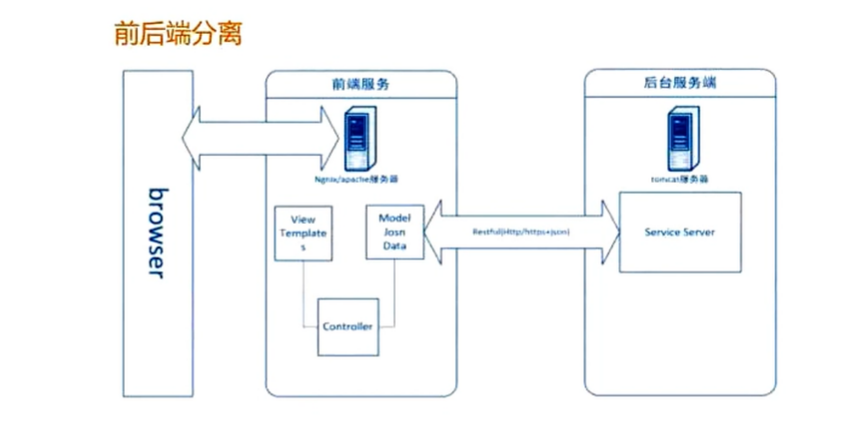 前后端分离
前端服务
后台服务端
Ngnix/apache服务器
tomcat服务器
browser
View
Template
s
Model
Josn
Data
Restful(Http/https+json)
Service Server
Controller